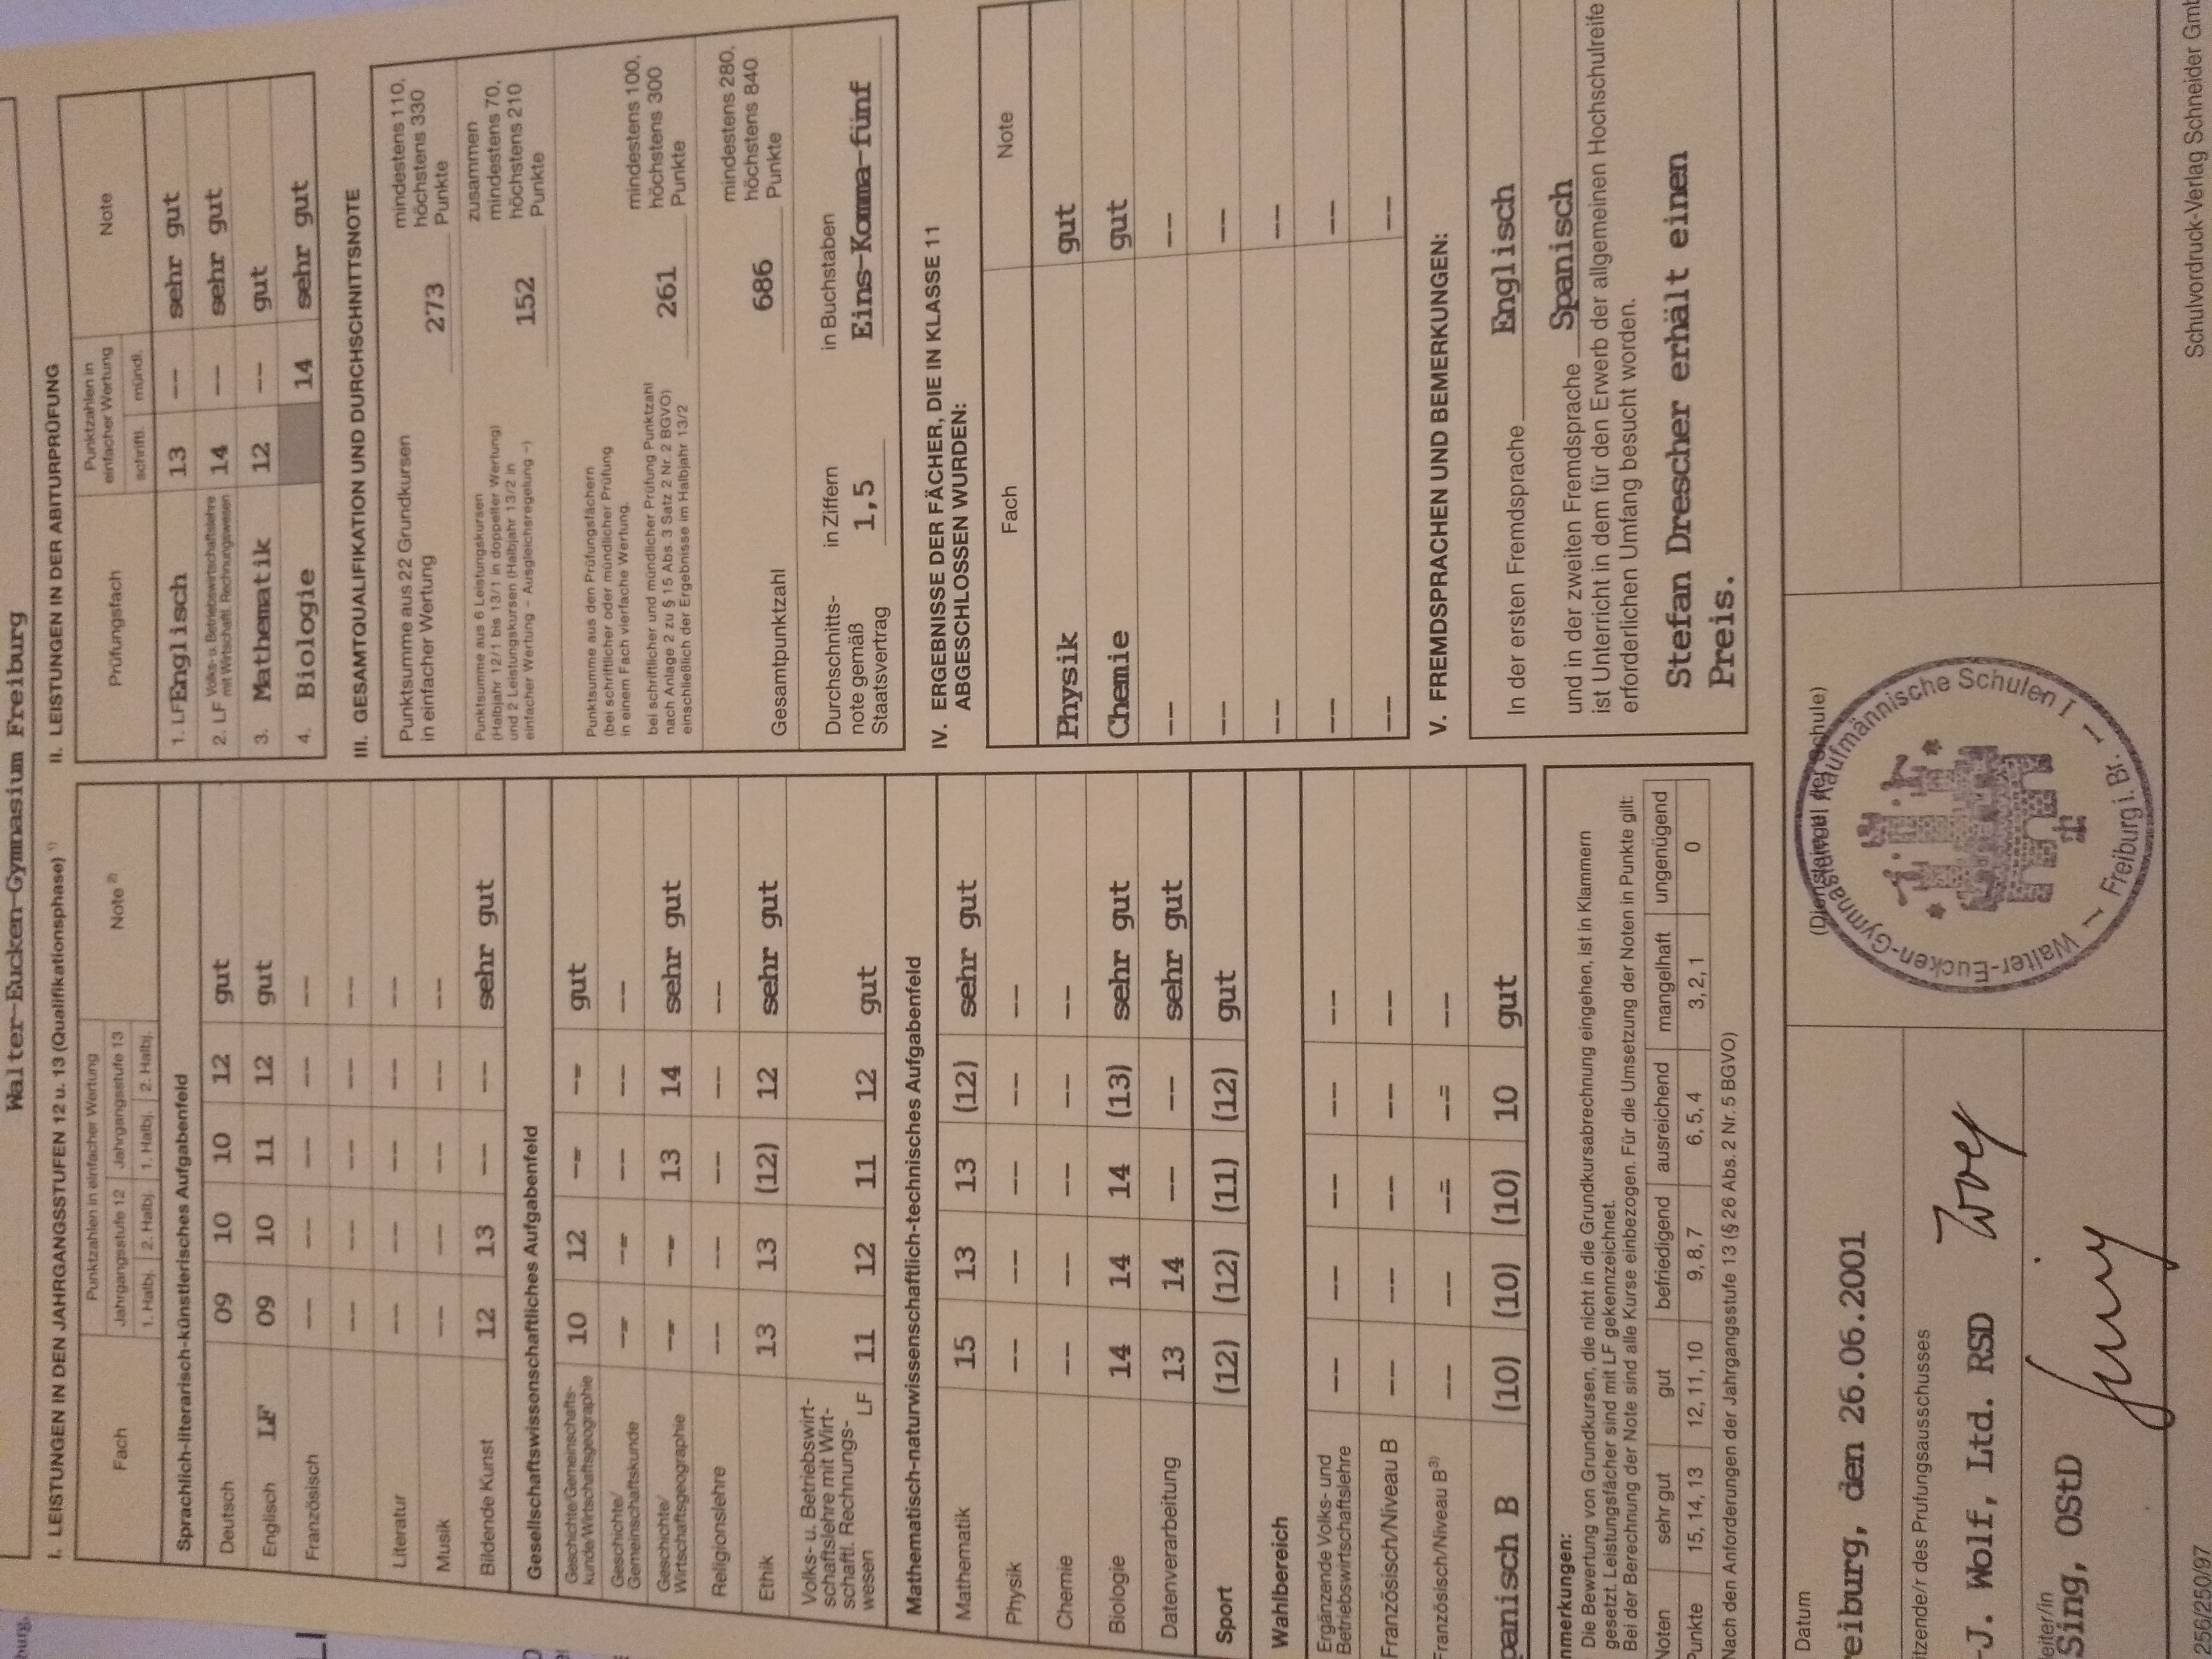 Walter-Eucken-Gymnasium Freiburg
I. LEISTUNGEN IN DEN JAHRGANGSSTUFEN 12 u. 13 (Qualifikationsphase) 1)
Fach
Punktzahlen in einfacher Wertung
Note 2)
Jahrgangsstufe 12 Jahrgangsstufe 13
1. Halbj. 2. Halbj. 1. Halbj. 2. Halbj.
Sprachlich-literarisch-künstlerisches Aufgabenfeld
Deutsch 09 10 10 12 gut
Englisch LF 09 10 11 12 gut
Französisch -- -- -- -- --
-- -- -- -- --
Literatur -- -- -- -- --
Musik -- -- -- -- --
Bildende Kunst 12 13 -- -- sehr gut
Gesellschaftswissenschaftliches Aufgabenfeld
Geschichte/Gemeinschafts-
kunde/Wirtschaftsgeographie 10 12 -- -- gut
Geschichte/
Gemeinschaftskunde -- -- -- -- --
Geschichte/
Wirtschaftsgeographie -- -- 13 14 sehr gut
Religionslehre -- -- -- -- --
Ethik 13 13 (12) 12 sehr gut
Volks- u. Betriebswirt-
schaftslehre mit Wirt-
schaftl. Rechnungs-
wesen LF 11 12 11 12 gut
Mathematisch-naturwissenschaftlich-technisches Aufgabenfeld
Mathematik 15 13 13 (12) sehr gut
Physik -- -- -- -- --
Chemie -- -- -- -- --
Biologie 14 14 14 (13) sehr gut
Datenverarbeitung 13 14 -- -- sehr gut
Sport (12) (12) (11) (12) gut
Wahlbereich
Ergänzende Volks- und
Betriebswirtschaftslehre -- -- -- -- --
Französisch/Niveau B -- -- -- -- --
Französisch/Niveau B3) -- -- -- -- --
panisch B (10) (10) (10) 10 gut
nmerkungen:
Die Bewertung von Grundkursen, die nicht in die Grundkursabrechnung eingehen, ist in Klammern
gesetzt. Leistungsfächer sind mit LF gekennzeichnet.
Bei der Berechnung der Note sind alle Kurse einbezogen. Für die Umsetzung der Noten in Punkte gilt:
Noten sehr gut gut befriedigend ausreichend mangelhaft ungenügend
Punkte 15, 14, 13 12, 11, 10 9, 8, 7 6, 5, 4 3, 2, 1 0
Nach den Anforderungen der Jahrgangsstufe 13 (§ 26 Abs. 2 Nr. 5 BGVO)
II. LEISTUNGEN IN DER ABITURPRÜFUNG
Prüfungsfach
Punktzahlen in
einfacher Wertung
Note
schriftl. mündl.
1. LF Englisch 13 -- sehr gut
2. LF Volks- u. Betriebswirtschaftslehre
mit Wirtschaftl. Rechnungswesen 14 -- sehr gut
3. Mathematik 12 -- gut
4. Biologie 14 sehr gut
III. GESAMTQUALIFIKATION UND DURCHSCHNITTSNOTE
Punktsumme aus 22 Grundkursen
in einfacher Wertung
273
mindestens 110,
höchstens 330
Punkte
Punktsumme aus 6 Leistungskursen
(Halbjahr 12/1 bis 13/1 in doppelter Wertung)
und 2 Leistungskursen (Halbjahr 13/2 in
einfacher Wertung – Ausgleichsregelung –)
152
zusammen
mindestens 70,
höchstens 210
Punkte
Punktsumme aus den Prüfungsfächern
(bei schriftlicher oder mündlicher Prüfung
in einem Fach vierfache Wertung,
bei schriftlicher und mündlicher Prüfung Punktzahl
nach Anlage 2 zu § 15 Abs. 3 Satz 2 Nr. 2 BGVO)
einschließlich der Ergebnisse im Halbjahr 13/2
261
mindestens 100,
höchstens 300
Punkte
Gesamtpunktzahl
686
mindestens 280,
höchstens 840
Punkte
Durchschnitts-
note gemäß
Staatsvertrag
in Ziffern
1,5
in Buchstaben
Eins-Komma-fünf
IV. ERGEBNISSE DER FÄCHER, DIE IN KLASSE 11
ABGESCHLOSSEN WURDEN:
Fach Note
Physik gut
Chemie gut
-- --
-- --
-- --
-- --
-- --
V. FREMDSPRACHEN UND BEMERKUNGEN:
In der ersten Fremdsprache Englisch
und in der zweiten Fremdsprache Spanisch
ist Unterricht in dem für den Erwerb der allgemeinen Hochschulreife
erforderlichen Umfang besucht worden.
Stefan Drescher erhält einen
Preis.
Datum
reiburg, den 26.06.2001
itzende/r des Prüfungsausschusses
-J. Wolf, Ltd. RSD Wolf
eiter/in
Sing, OStD Sing
(Dienstsiegel der Schule)
Walter-Eucken-Gymnasium Kaufmännische Schulen I
Freiburg i. Br.
256/250/97
Schulvordruck-Verlag Schneider Gmb